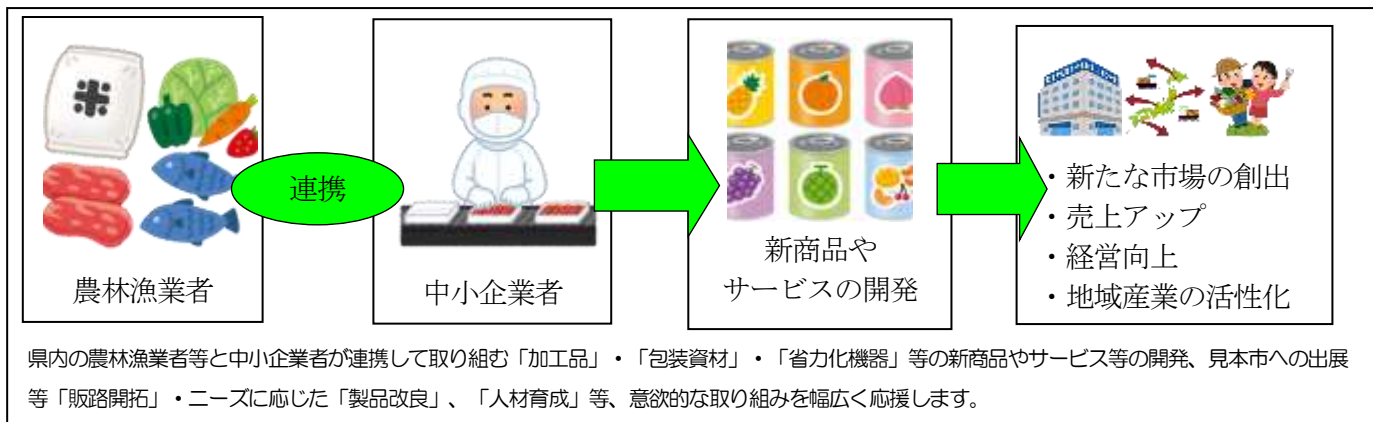 米
連携
農林漁業者
中小企業者
新商品や
サービスの開発
・新たな市場の創出
・売上アップ
・経営向上
・地域産業の活性化
県内の農林漁業者等と中小企業者が連携して取り組む「加工品」・「包装資材」・「省力化機器」等の新商品やサービス等の開発、見本市への出展
等「販路開拓」・ニーズに応じた「製品改良」、「人材育成」等、意欲的な取り組みを幅広く応援します。